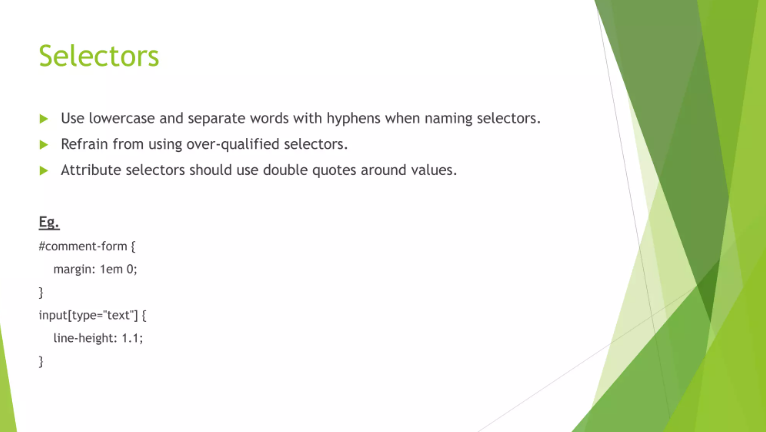 Selectors
Use lowercase and separate words with hyphens when naming selectors.
Refrain from using over-qualified selectors.
Attribute selectors should use double quotes around values.
Eg.
#comment-form {
margin: 1em 0;
}
input[type="text"] {
line-height: 1.1;
}